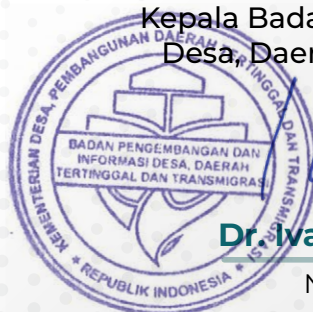 Kepala Bada
Desa, Daer
KEMENTERIAN DESA, PEMBANGUNAN DAERAH TERTINGGAL DAN TRANSMIGRASI
BADAN PENGEMBANGAN DAN
INFORMASI DESA, DAERAH
TERTINGGAL DAN TRANSMIGRASI
★ REPUBLIK INDONESIA ★
Dr. Iva
N